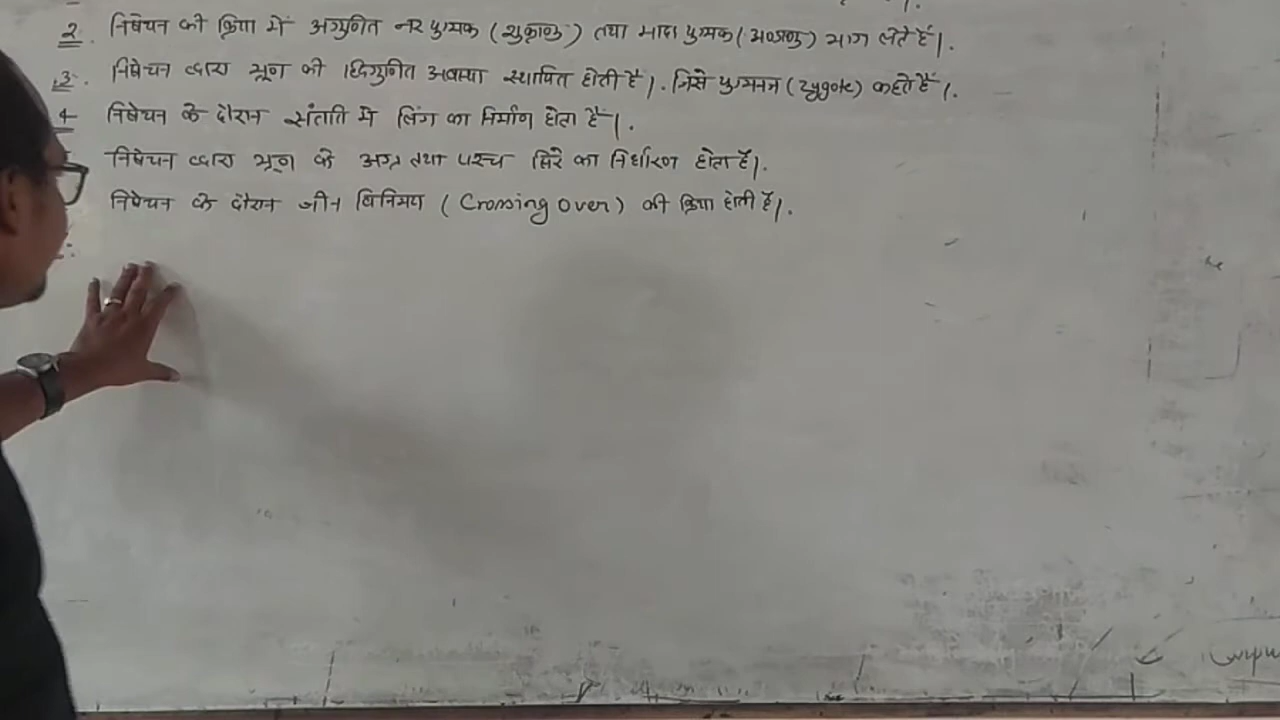 2. निषेचन की क्रिया में अगुणित नर युग्मक (शुक्राणु) तथा मादा युग्मक (अण्डाणु) भाग लेते हैं।.
3. निषेचन द्वारा भ्रूण की द्विगुणित अवस्था स्थापित होती है।. जिसे युग्मनज (Zygote) कहते हैं।.
4 निषेचन के दौरान संतति में लिंग का निर्माण होता है।.
निषेचन द्वारा भ्रूण के अग्र तथा पश्च सिरे का निर्धारण होता है।.
निषेचन के दौरान जीन विनिमय (Crossing over) की क्रिया होती है।.